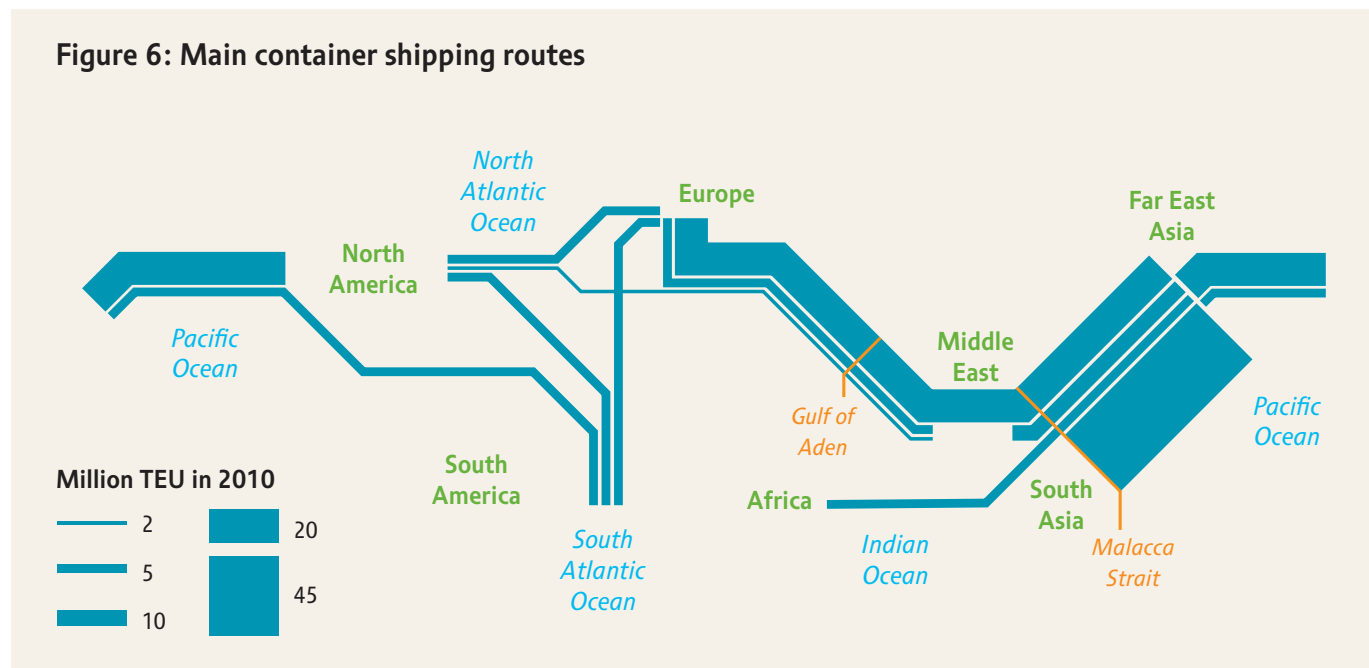 Figure 6: Main container shipping routes
North
Atlantic
Ocean
Europe
Far East
Asia
North
America
Pacific
Ocean
Middle
East
Gulf of
Aden
Pacific
Ocean
South
America
Africa
South
Asia
Indian
Ocean
Malacca
Strait
South
Atlantic
Ocean
Million TEU in 2010
2
5
10
20
45